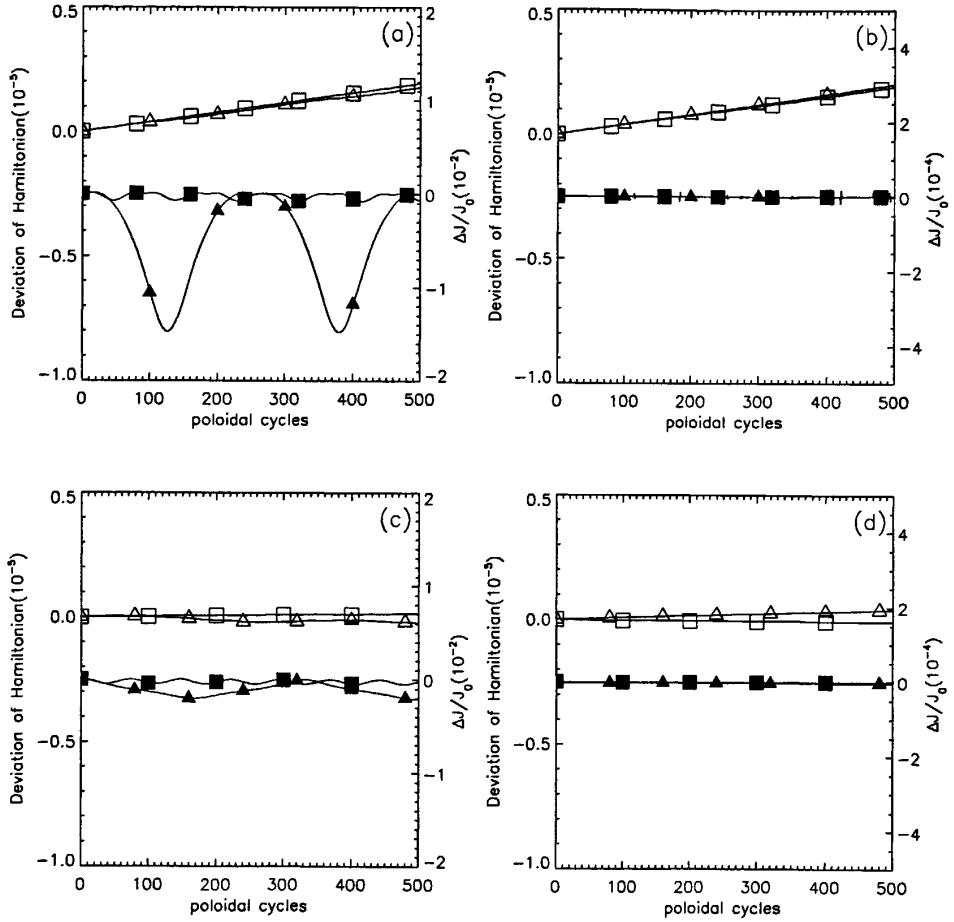 (a)
0.5
0.0
-0.5
-1.0
Deviation of Hamiltonian(10⁻⁵)
2
1
0
-1
-2
ΔJ/J₀(10⁻²)
0 100 200 300 400 500
poloidal cycles
(b)
0.5
0.0
-0.5
-1.0
Deviation of Hamiltonian(10⁻⁵)
4
2
0
-2
-4
ΔJ/J₀(10⁻⁴)
0 100 200 300 400 500
poloidal cycles
(c)
0.5
0.0
-0.5
-1.0
Deviation of Hamiltonian(10⁻⁵)
2
1
0
-1
-2
ΔJ/J₀(10⁻²)
0 100 200 300 400 500
poloidal cycles
(d)
0.5
0.0
-0.5
-1.0
Deviation of Hamiltonian(10⁻⁵)
4
2
0
-2
-4
ΔJ/J₀(10⁻⁴)
0 100 200 300 400 500
poloidal cycles